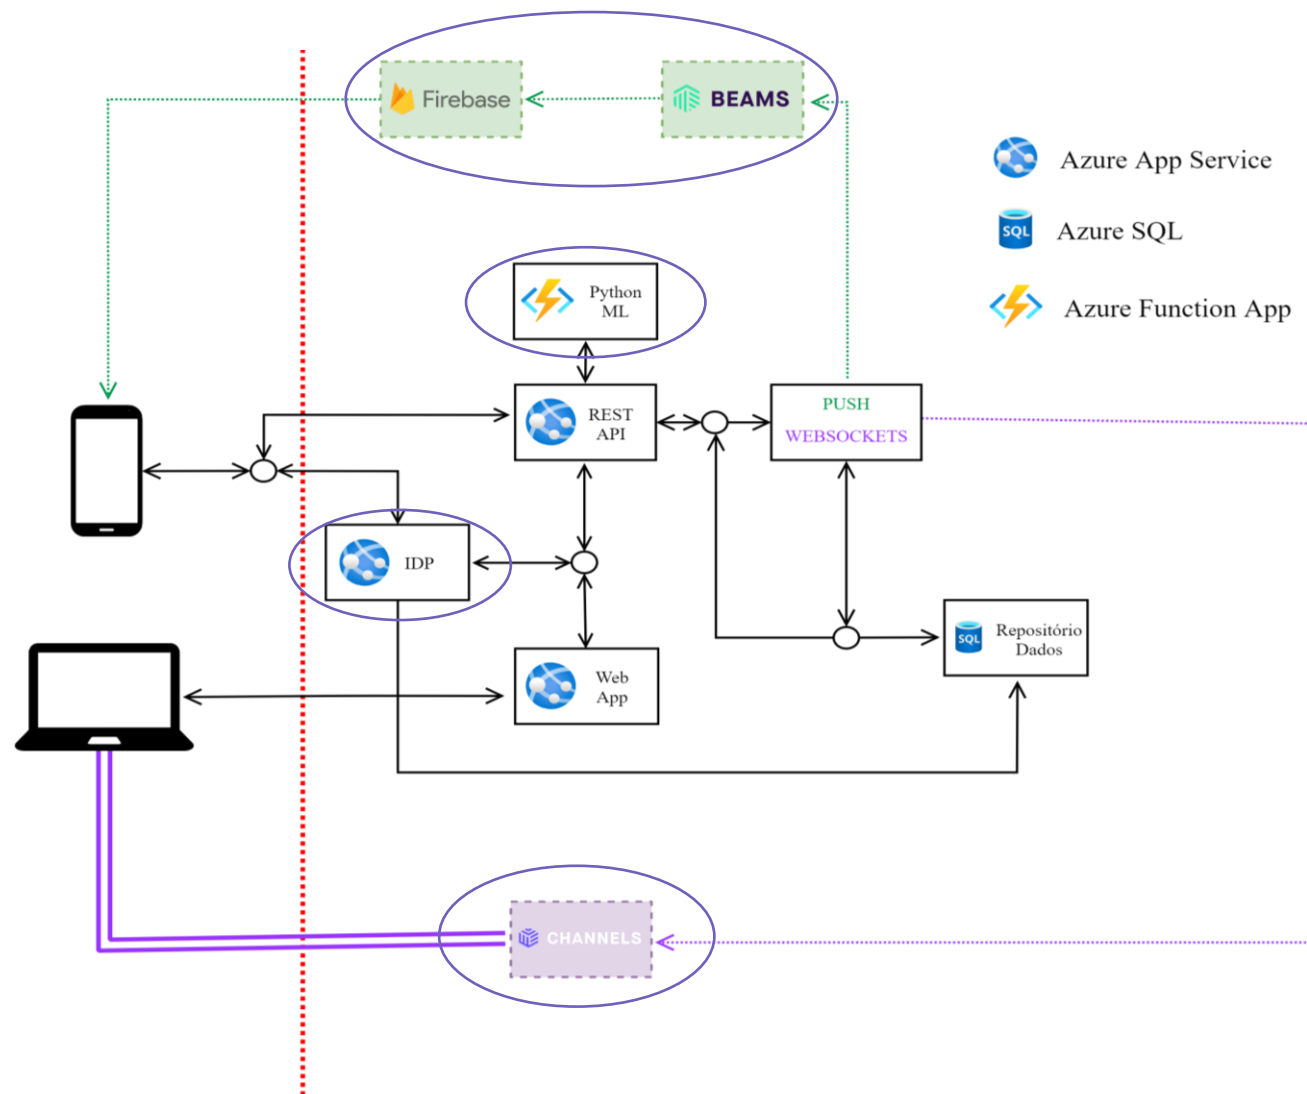 Firebase
BEAMS
Azure App Service
SQL
Azure SQL
Azure Function App
Python
ML
REST
API
PUSH
WEBSOCKETS
IDP
SQL
Repositório
Dados
Web
App
CHANNELS